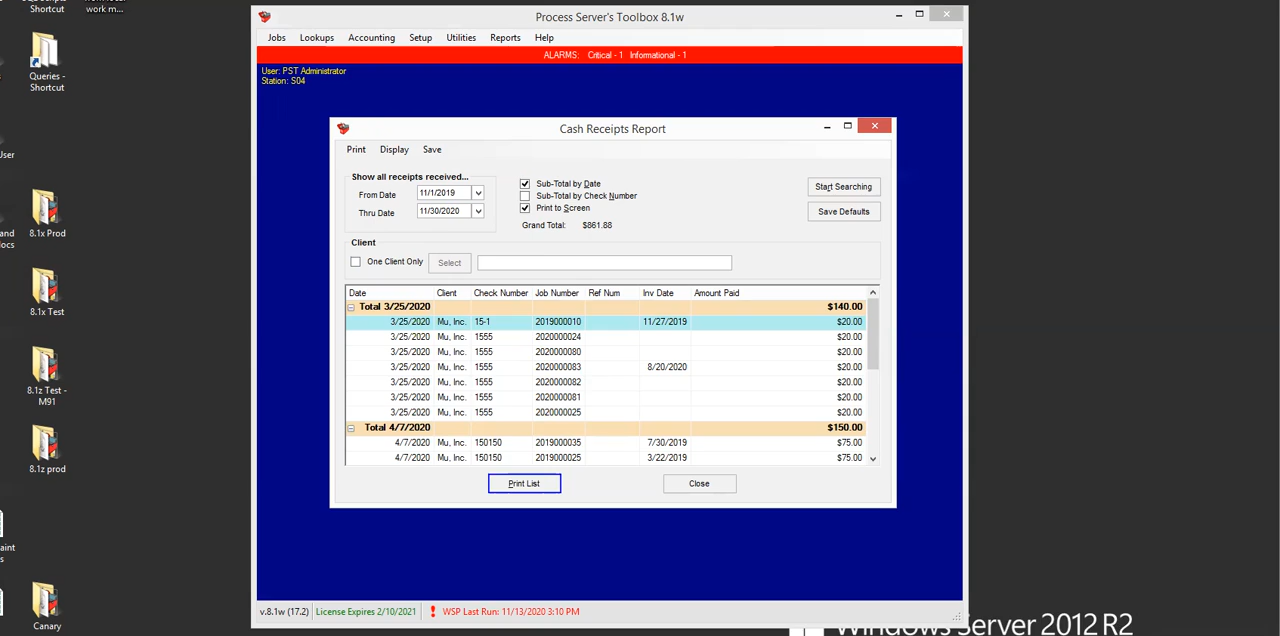 Shortcut
work m...
Queries -
Shortcut
User
8.1x Prod
and
docs
8.1x Test
8.1z Test -
M91
8.1z prod
aint
s
Canary
Process Server's Toolbox 8.1w
Jobs Lookups Accounting Setup Utilities Reports Help
ALARMS: Critical - 1 Informational - 1
User: PST Administrator
Station: S04
Cash Receipts Report
Print Display Save
Show all receipts received...
From Date 11/1/2019
Thru Date 11/30/2020
Sub-Total by Date
Sub-Total by Check Number
Print to Screen
Grand Total: $861.88
Start Searching
Save Defaults
Client
One Client Only Select
Date Client Check Number Job Number Ref Num Inv Date Amount Paid
Total 3/25/2020 $140.00
3/25/2020 Mu, Inc. 15-1 2019000010 11/27/2019 $20.00
3/25/2020 Mu, Inc. 1555 2020000024 $20.00
3/25/2020 Mu, Inc. 1555 2020000080 $20.00
3/25/2020 Mu, Inc. 1555 2020000083 8/20/2020 $20.00
3/25/2020 Mu, Inc. 1555 2020000082 $20.00
3/25/2020 Mu, Inc. 1555 2020000081 $20.00
3/25/2020 Mu, Inc. 1555 2020000025 $20.00
Total 4/7/2020 $150.00
4/7/2020 Mu, Inc. 150150 2019000035 7/30/2019 $75.00
4/7/2020 Mu, Inc. 150150 2019000025 3/22/2019 $75.00
Print List Close
v.8.1w (17.2) License Expires 2/10/2021 WSP Last Run: 11/13/2020 3:10 PM
Windows Server 2012 R2